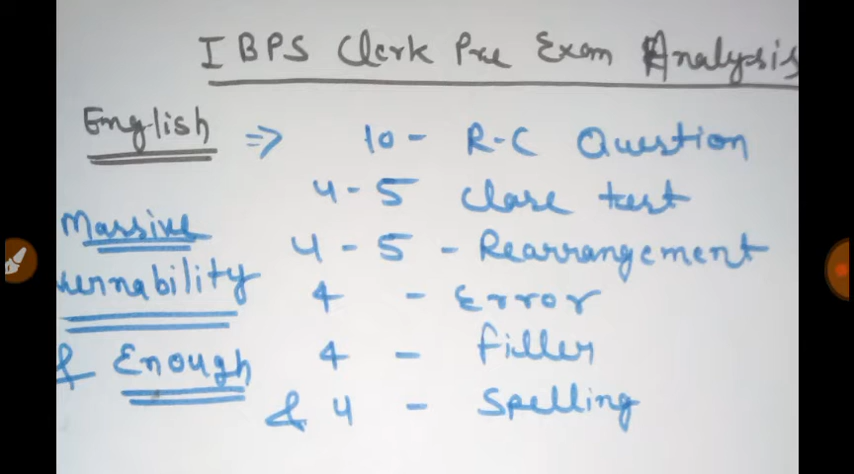 IBPS Clerk Pre Exam Analysis
English ⇒ 10 - R-C Question
4 - 5 Close test
Massive
4 - 5 - Rearrangement
4 - Error
4 - filler
& Enough
& 4 - Spelling